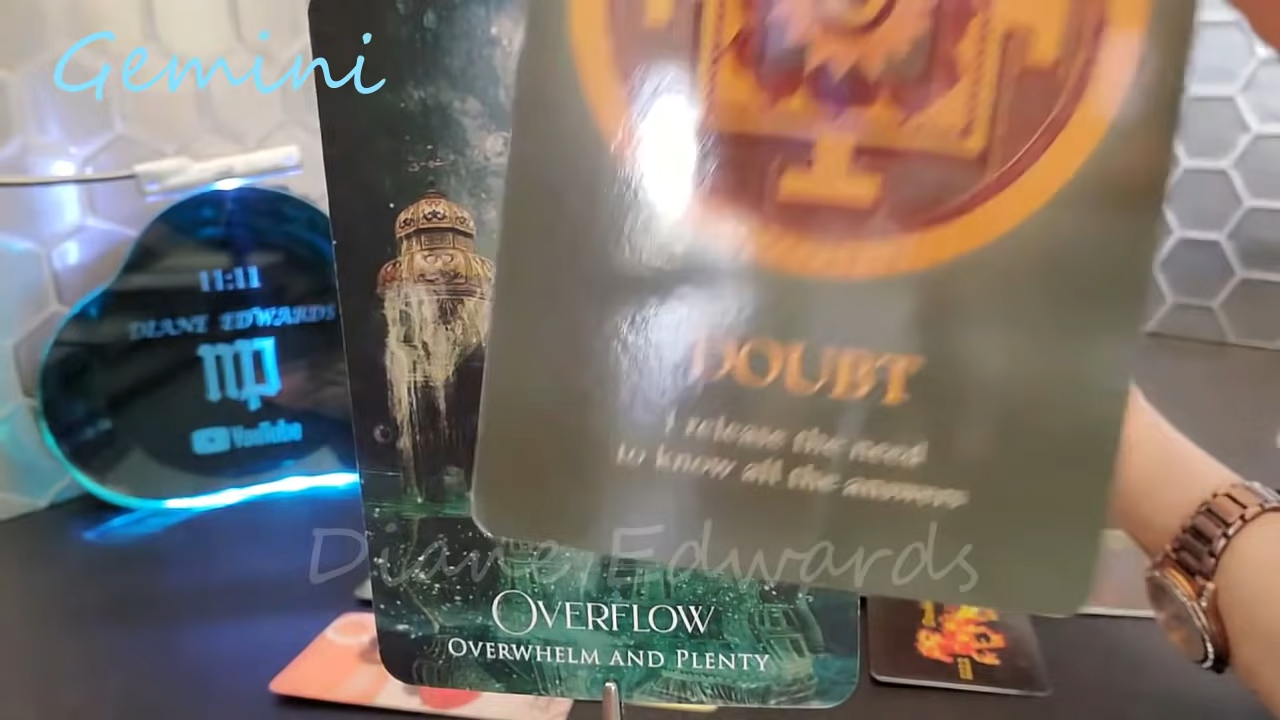 Gemini
11:11
DIANE EDWARDS
YouTube
DOUBT
I release the need
to know all the answers
Diane Edwards
OVERFLOW
OVERWHELM AND PLENTY